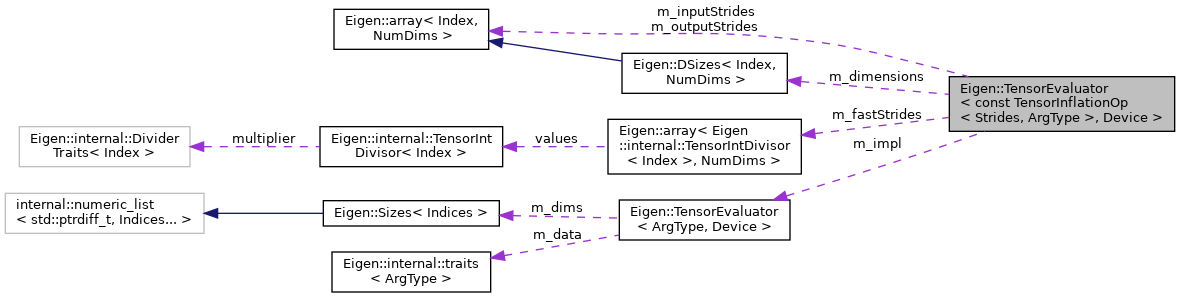 m_inputStrides
m_outputStrides
Eigen::array< Index,
NumDims >
Eigen::DSizes< Index,
NumDims >
m_dimensions
Eigen::TensorEvaluator
< const TensorInflationOp
< Strides, ArgType >, Device >
m_fastStrides
Eigen::internal::Divider
Traits< Index >
multiplier
Eigen::internal::TensorInt
Divisor< Index >
values
Eigen::array< Eigen
::internal::TensorIntDivisor
< Index >, NumDims >
m_impl
internal::numeric_list
< std::ptrdiff_t, Indices... >
Eigen::Sizes< Indices >
m_dims
Eigen::TensorEvaluator
< ArgType, Device >
m_data
Eigen::internal::traits
< ArgType >